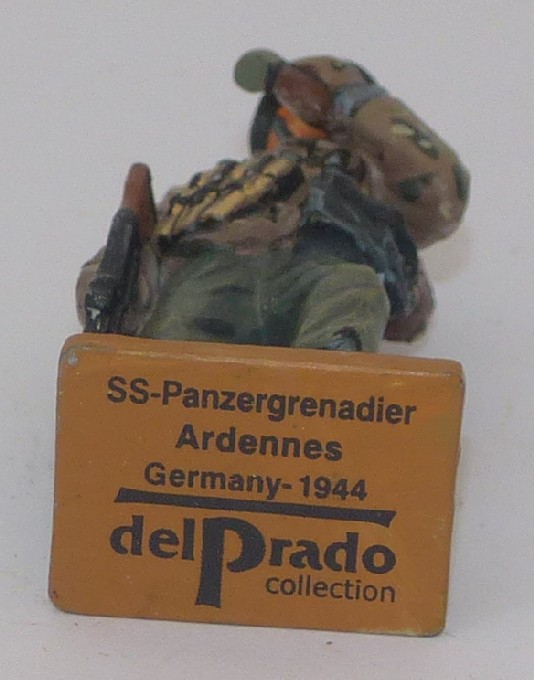 SS-Panzergrenadier
Ardennes
Germany-1944
delPrado
collection